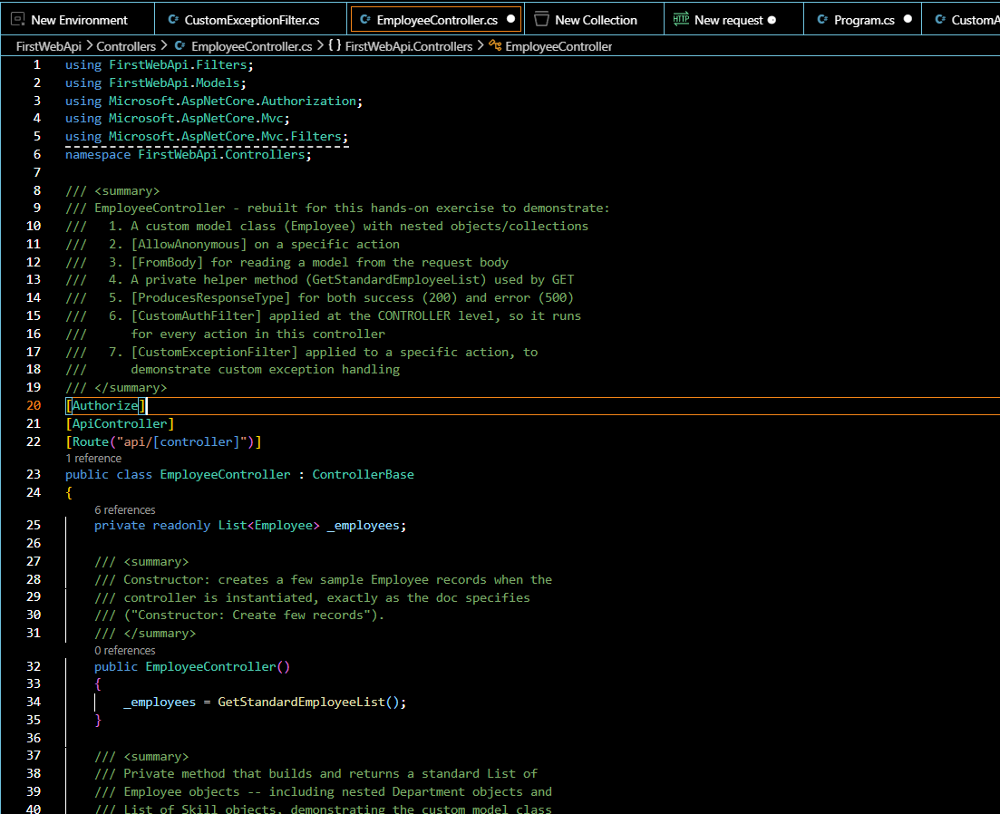 New Environment
CustomExceptionFilter.cs
EmployeeController.cs
New Collection
HTTP New request
Program.cs
CustomA
FirstWebApi > Controllers > EmployeeController.cs > {} FirstWebApi.Controllers > EmployeeController
1 using FirstWebApi.Filters;
2 using FirstWebApi.Models;
3 using Microsoft.AspNetCore.Authorization;
4 using Microsoft.AspNetCore.Mvc;
5 using Microsoft.AspNetCore.Mvc.Filters;
6 namespace FirstWebApi.Controllers;
7
8 /// <summary>
9 /// EmployeeController - rebuilt for this hands-on exercise to demonstrate:
10 ///   1. A custom model class (Employee) with nested objects/collections
11 ///   2. [AllowAnonymous] on a specific action
12 ///   3. [FromBody] for reading a model from the request body
13 ///   4. A private helper method (GetStandardEmployeeList) used by GET
14 ///   5. [ProducesResponseType] for both success (200) and error (500)
15 ///   6. [CustomAuthFilter] applied at the CONTROLLER level, so it runs
16 ///      for every action in this controller
17 ///   7. [CustomExceptionFilter] applied to a specific action, to
18 ///      demonstrate custom exception handling
19 /// </summary>
20 [Authorize]
21 [ApiController]
22 [Route("api/[controller]")]
1 reference
23 public class EmployeeController : ControllerBase
24 {
6 references
25     private readonly List<Employee> _employees;
26
27     /// <summary>
28     /// Constructor: creates a few sample Employee records when the
29     /// controller is instantiated, exactly as the doc specifies
30     /// ("Constructor: Create few records").
31     /// </summary>
0 references
32     public EmployeeController()
33     {
34         _employees = GetStandardEmployeeList();
35     }
36
37     /// <summary>
38     /// Private method that builds and returns a standard List of
39     /// Employee objects -- including nested Department objects and
40     /// List of Skill objects, demonstrating the custom model class